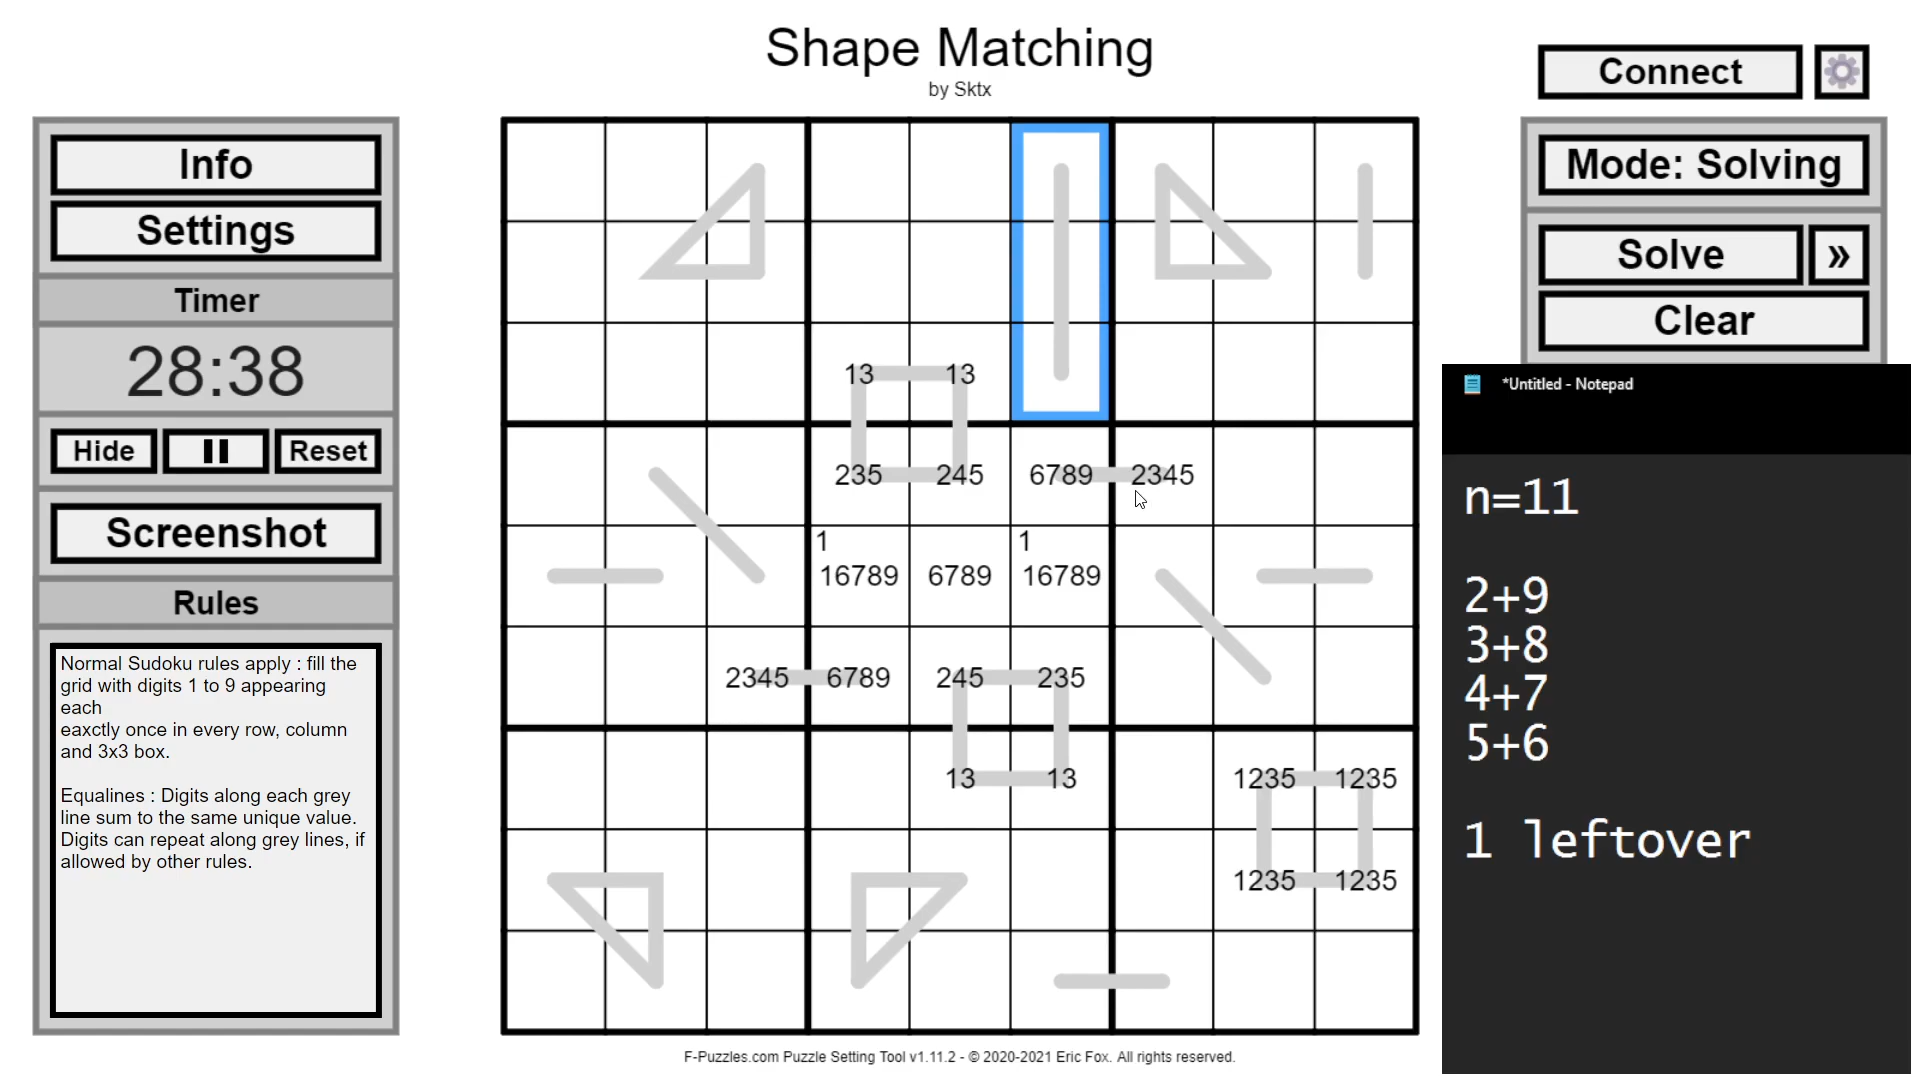 Shape Matching
by Sktx
Connect
Info
Settings
Timer
28:38
Hide
Reset
Screenshot
Rules
Normal Sudoku rules apply : fill the
grid with digits 1 to 9 appearing
each
eaxctly once in every row, column
and 3x3 box.
Equalines : Digits along each grey
line sum to the same unique value.
Digits can repeat along grey lines, if
allowed by other rules.
13 13
235 245 6789 2345
1 1
16789 6789 16789
2345 6789 245 235
13 13 1235 1235
1235 1235
F-Puzzles.com Puzzle Setting Tool v1.11.2 - © 2020-2021 Eric Fox. All rights reserved.
Mode: Solving
Solve »
Clear
*Untitled - Notepad
n=11
2+9
3+8
4+7
5+6
1 leftover